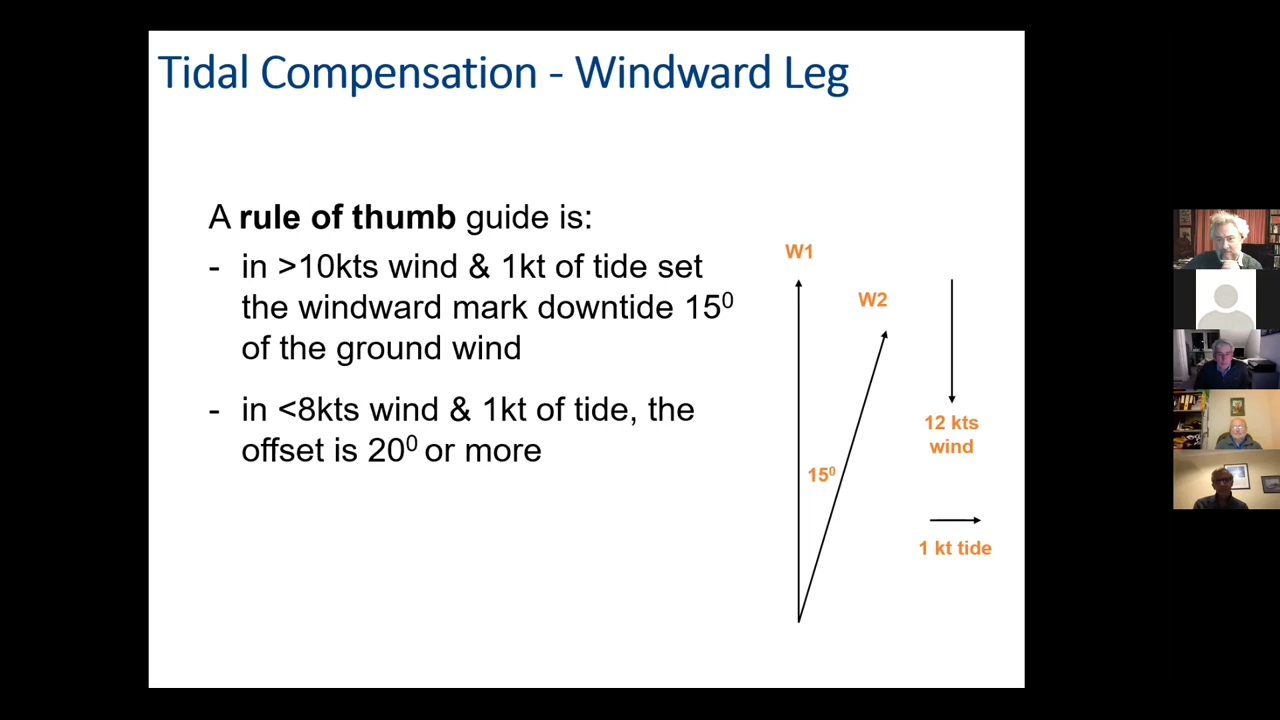 Tidal Compensation - Windward Leg
A rule of thumb guide is:
- in >10kts wind & 1kt of tide set
the windward mark downtide 15⁰
of the ground wind
- in <8kts wind & 1kt of tide, the
offset is 20⁰ or more
W1
W2
12 kts
wind
15⁰
1 kt tide